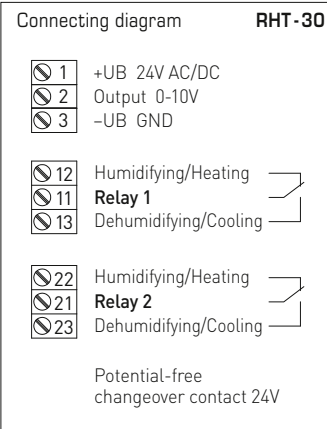 Connecting diagram RHT-30
1 +UB 24V AC/DC
2 Output 0-10V
3 –UB GND
12 Humidifying/Heating
11 Relay 1
13 Dehumidifying/Cooling
22 Humidifying/Heating
21 Relay 2
23 Dehumidifying/Cooling
Potential-free
changeover contact 24V